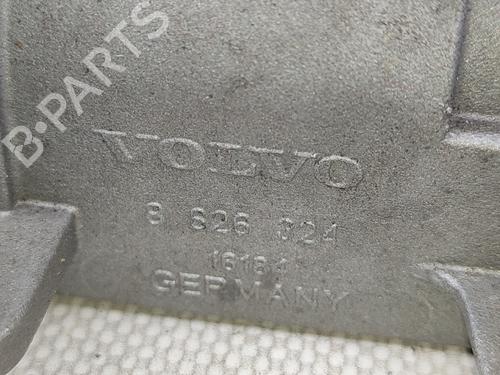 B-PARTS
VOLVO
8 626 324
16184
GERMANY